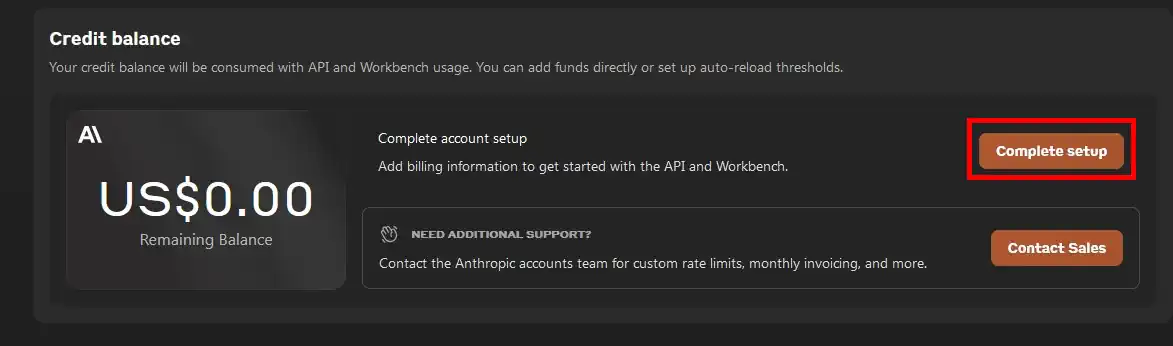 Credit balance
Your credit balance will be consumed with API and Workbench usage. You can add funds directly or set up auto-reload thresholds.
A\
US$0.00
Remaining Balance
Complete account setup
Add billing information to get started with the API and Workbench.
Complete setup
NEED ADDITIONAL SUPPORT?
Contact the Anthropic accounts team for custom rate limits, monthly invoicing, and more.
Contact Sales